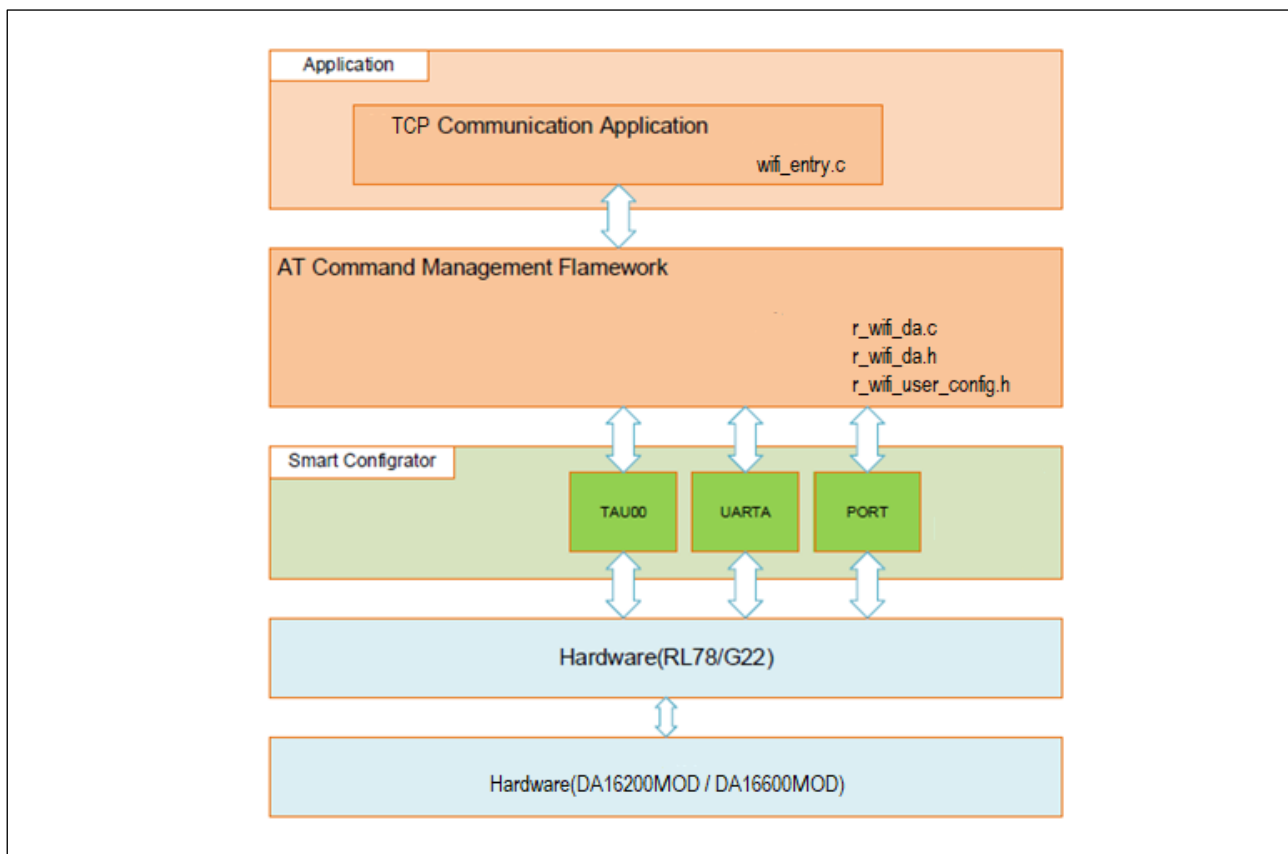 Application
TCP Communication Application
wifi_entry.c
AT Command Management Flamework
r_wifi_da.c
r_wifi_da.h
r_wifi_user_config.h
Smart Configrator
TAU00
UARTA
PORT
Hardware(RL78/G22)
Hardware(DA16200MOD / DA16600MOD)